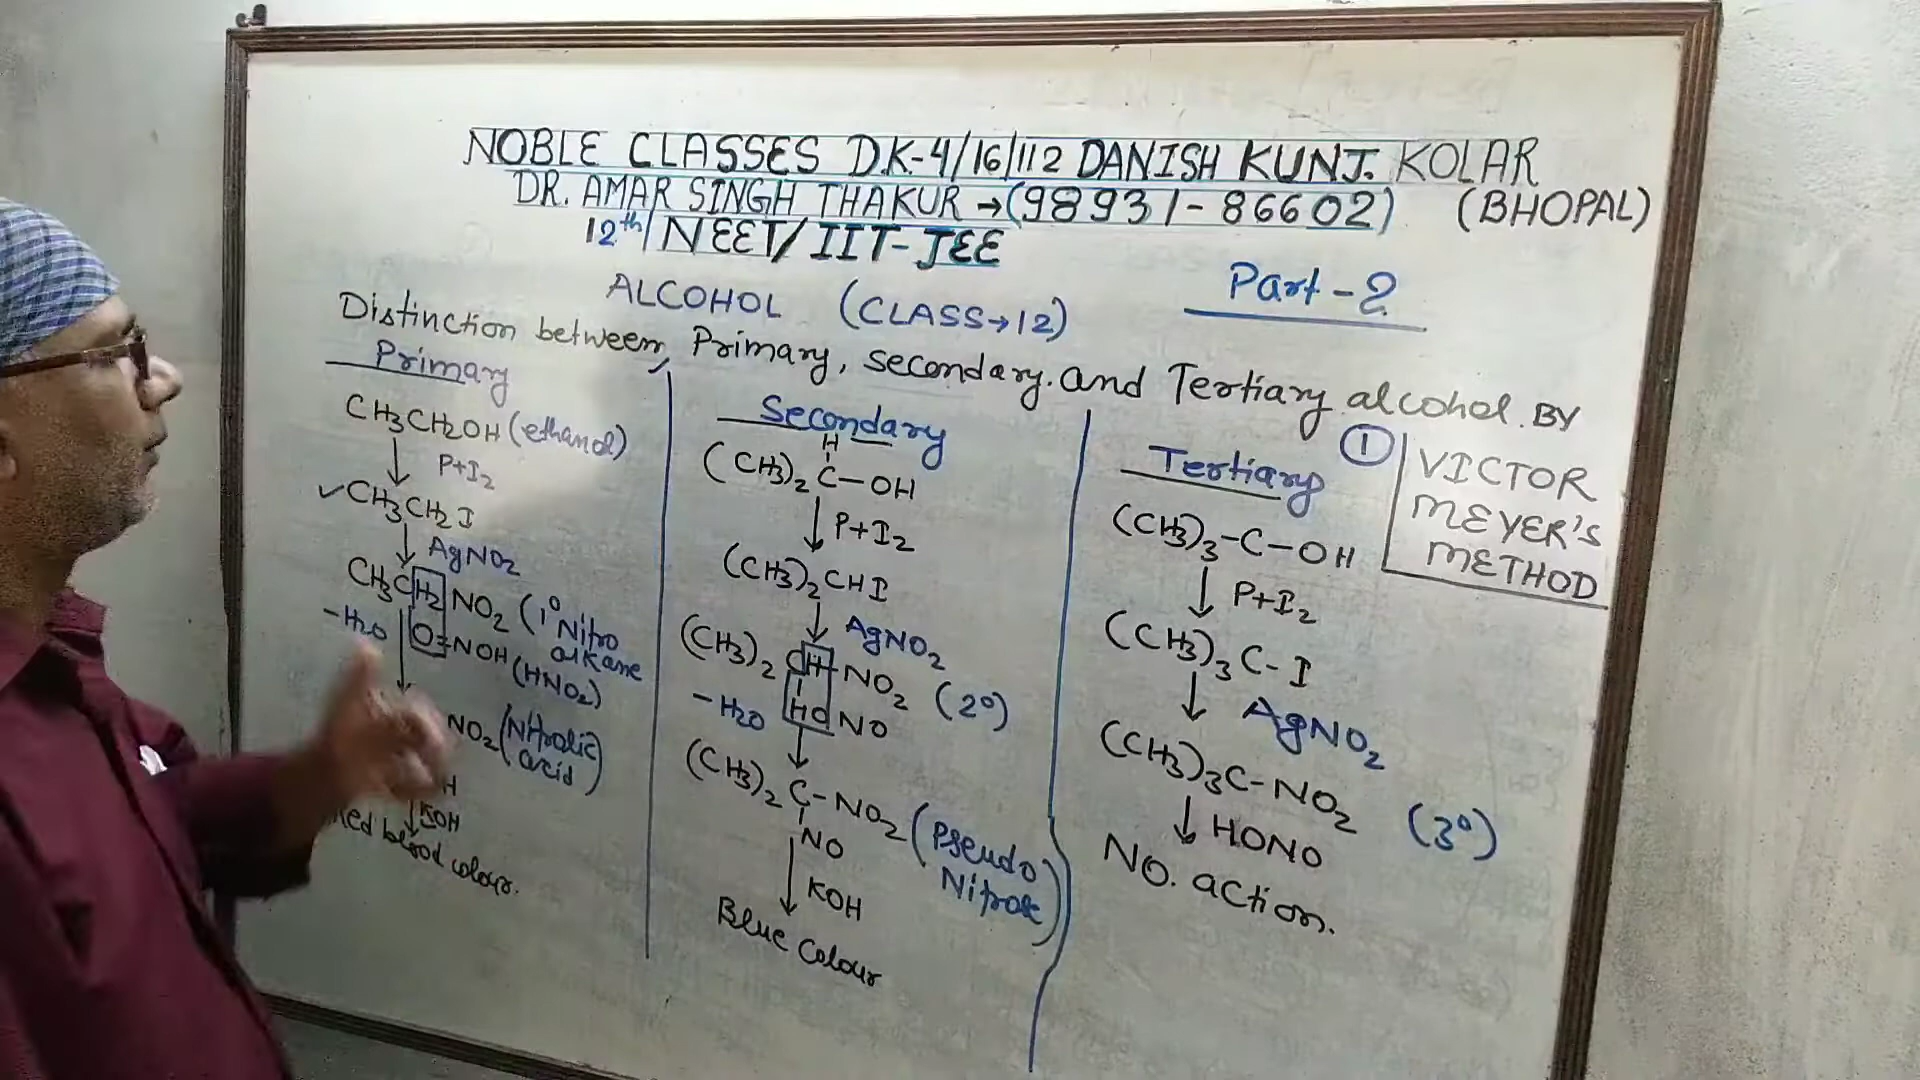 NOBLE CLASSES D.K-4/16/112 DANISH KUNJ. KOLAR
DR. AMAR SINGH THAKUR → (98931-86602) (BHOPAL)
12th/NEET/IIT-JEE
Part-2
ALCOHOL (CLASS→12)
Distinction between Primary, secondary and Tertiary alcohol. BY
① VICTOR
MEYER'S
METHOD
Primary
CH3CH2OH (ethanol)
↓ P+I2
✓CH3CH2I
↓ AgNO2
CH3CH2NO2 (1° Nitro
alkane
-H2O
O=NOH (HNO2)
NO2 (Nitrolic
acid)
H
↓ KOH
Red blood colour.
Secondary
H
(CH3)2C-OH
↓ P+I2
(CH3)2CHI
↓ AgNO2
(CH3)2CH-NO2 (2°)
-H2O
HONO
↓
(CH3)2C-NO2 (Pseudo
NO
↓ KOH
Blue Colour
Tertiary
(CH3)3-C-OH
↓ P+I2
(CH3)3C-I
↓ AgNO2
(CH3)3C-NO2 (3°)
↓ HONO
NO. action.